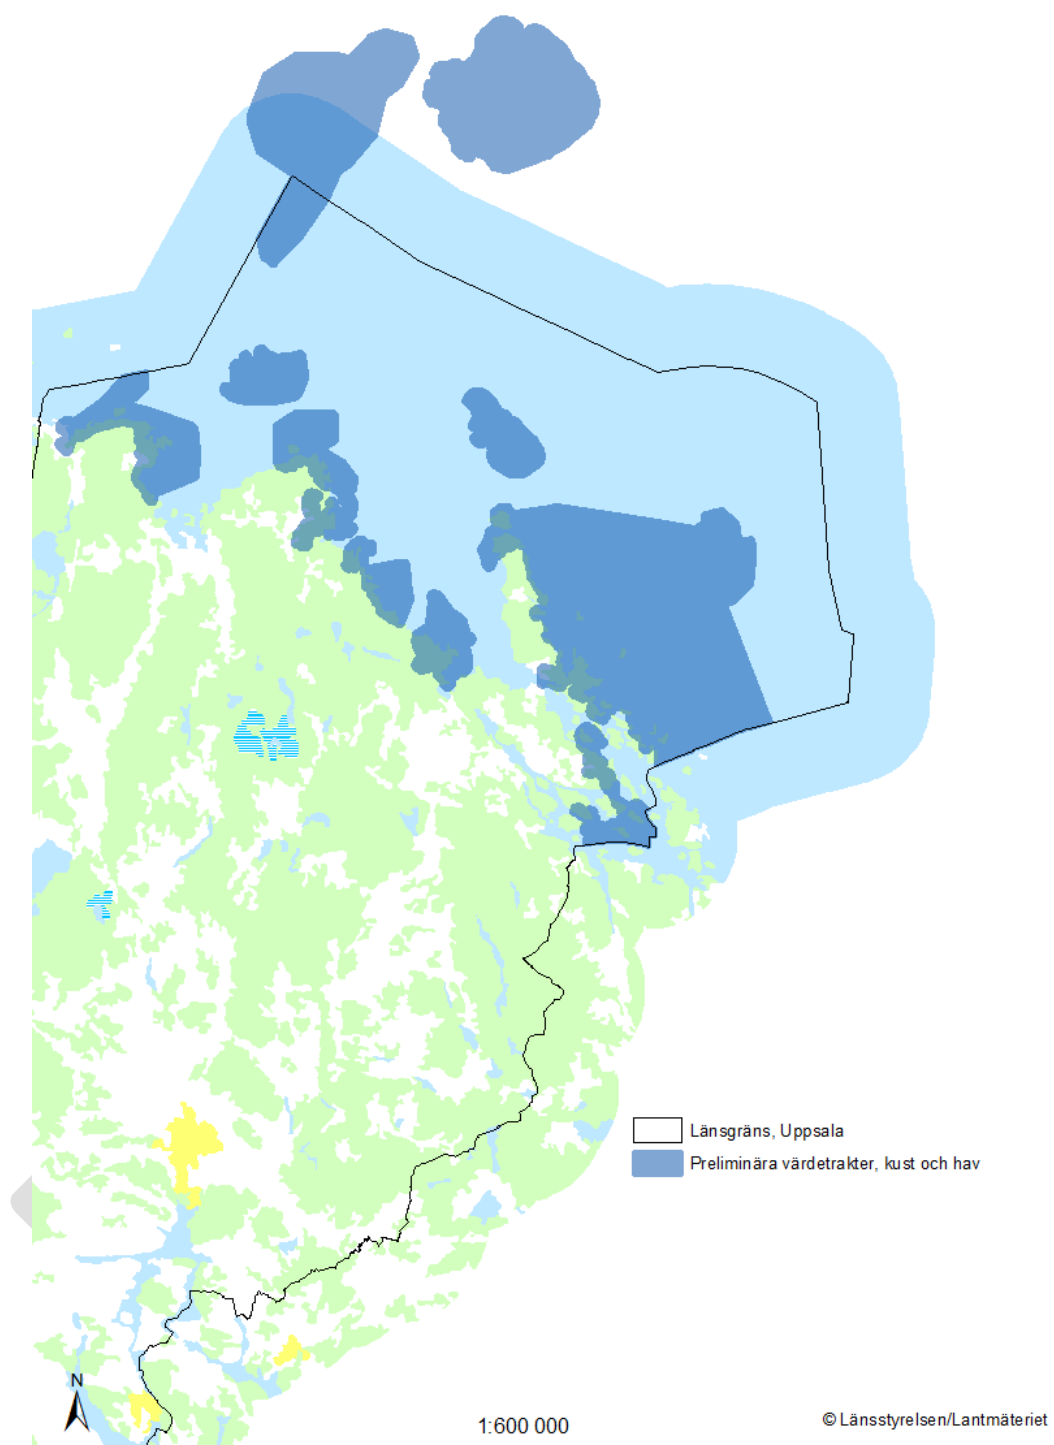 Länsgräns, Uppsala
Preliminära värdetrakter, kust och hav
N
1:600 000
© Länsstyrelsen/Lantmäteriet